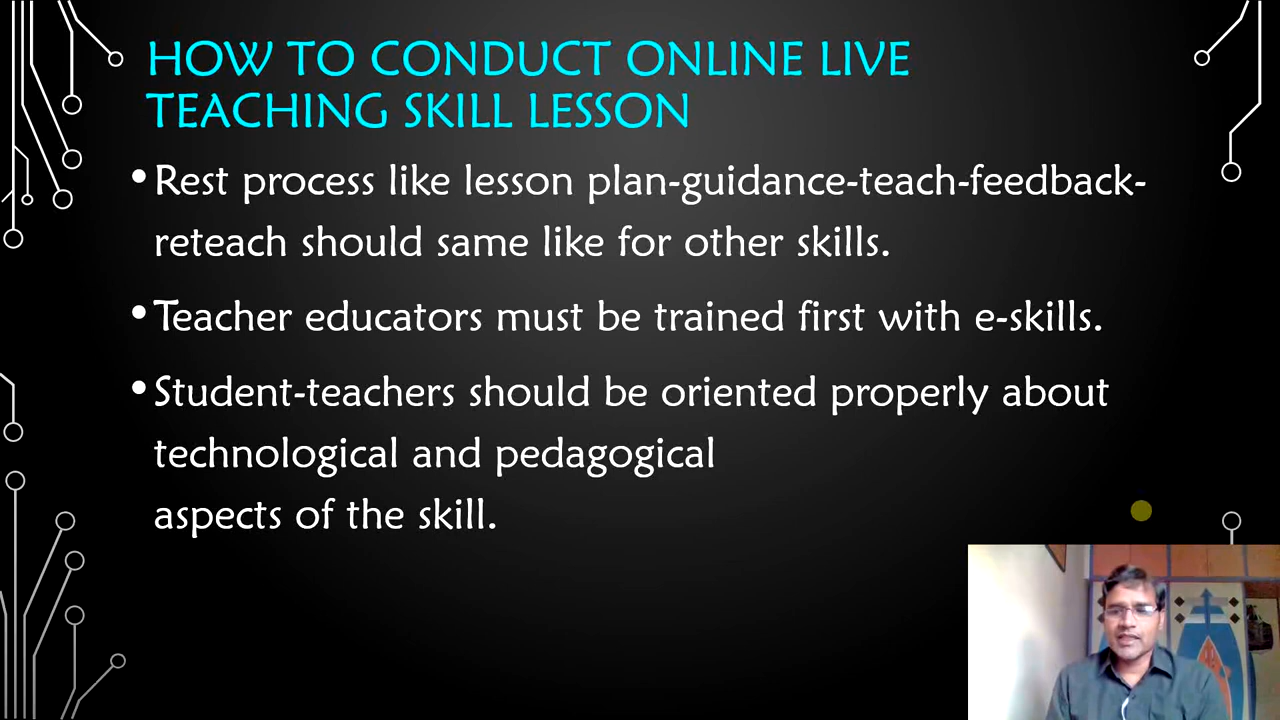 HOW TO CONDUCT ONLINE LIVE
TEACHING SKILL LESSON
•Rest process like lesson plan-guidance-teach-feedback-
reteach should same like for other skills.
•Teacher educators must be trained first with e-skills.
•Student-teachers should be oriented properly about
technological and pedagogical
aspects of the skill.